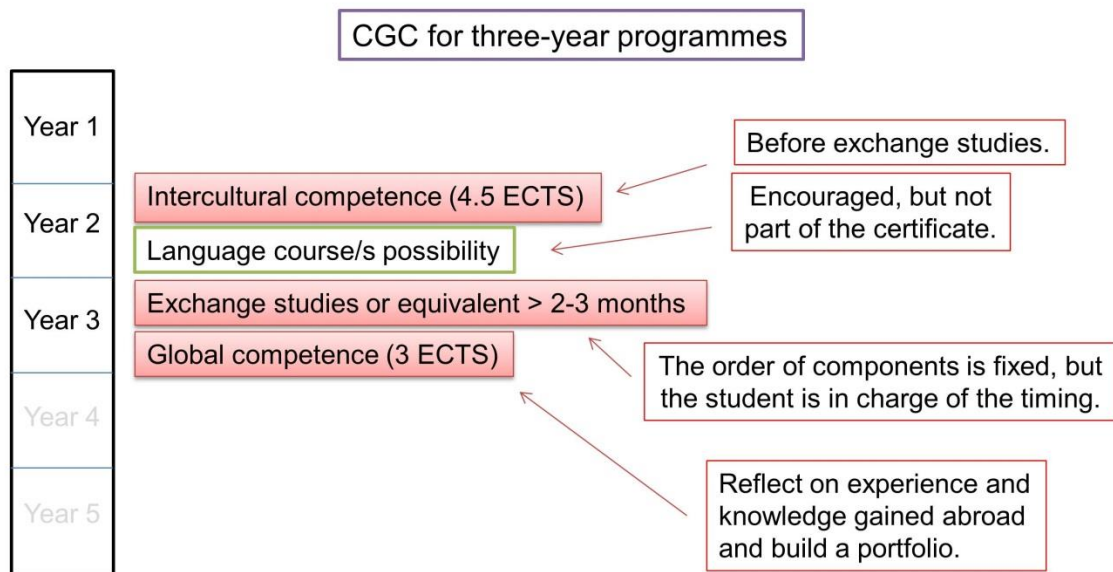 CGC for three-year programmes
Year 1
Before exchange studies.
Intercultural competence (4.5 ECTS)
Year 2
Encouraged, but not
part of the certificate.
Language course/s possibility
Exchange studies or equivalent > 2-3 months
Year 3
Global competence (3 ECTS)
The order of components is fixed, but
the student is in charge of the timing.
Year 4
Reflect on experience and
knowledge gained abroad
and build a portfolio.
Year 5